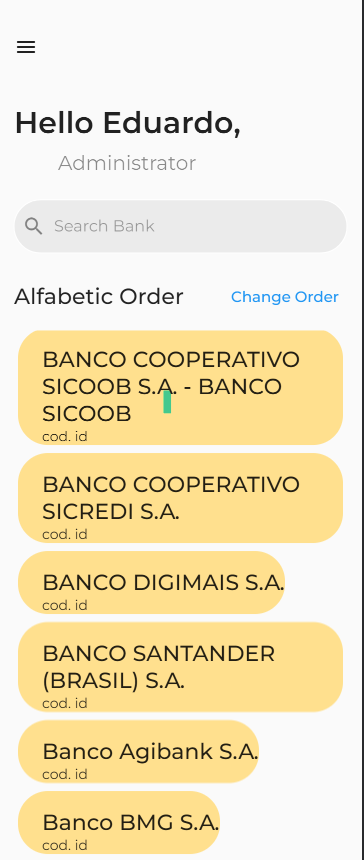 Hello Eduardo,
Administrator
Search Bank
Alfabetic Order
Change Order
BANCO COOPERATIVO
SICOOB S.A. - BANCO
SICOOB
cod. id
BANCO COOPERATIVO
SICREDI S.A.
cod. id
BANCO DIGIMAIS S.A.
cod. id
BANCO SANTANDER
(BRASIL) S.A.
cod. id
Banco Agibank S.A.
cod. id
Banco BMG S.A.
cod. id